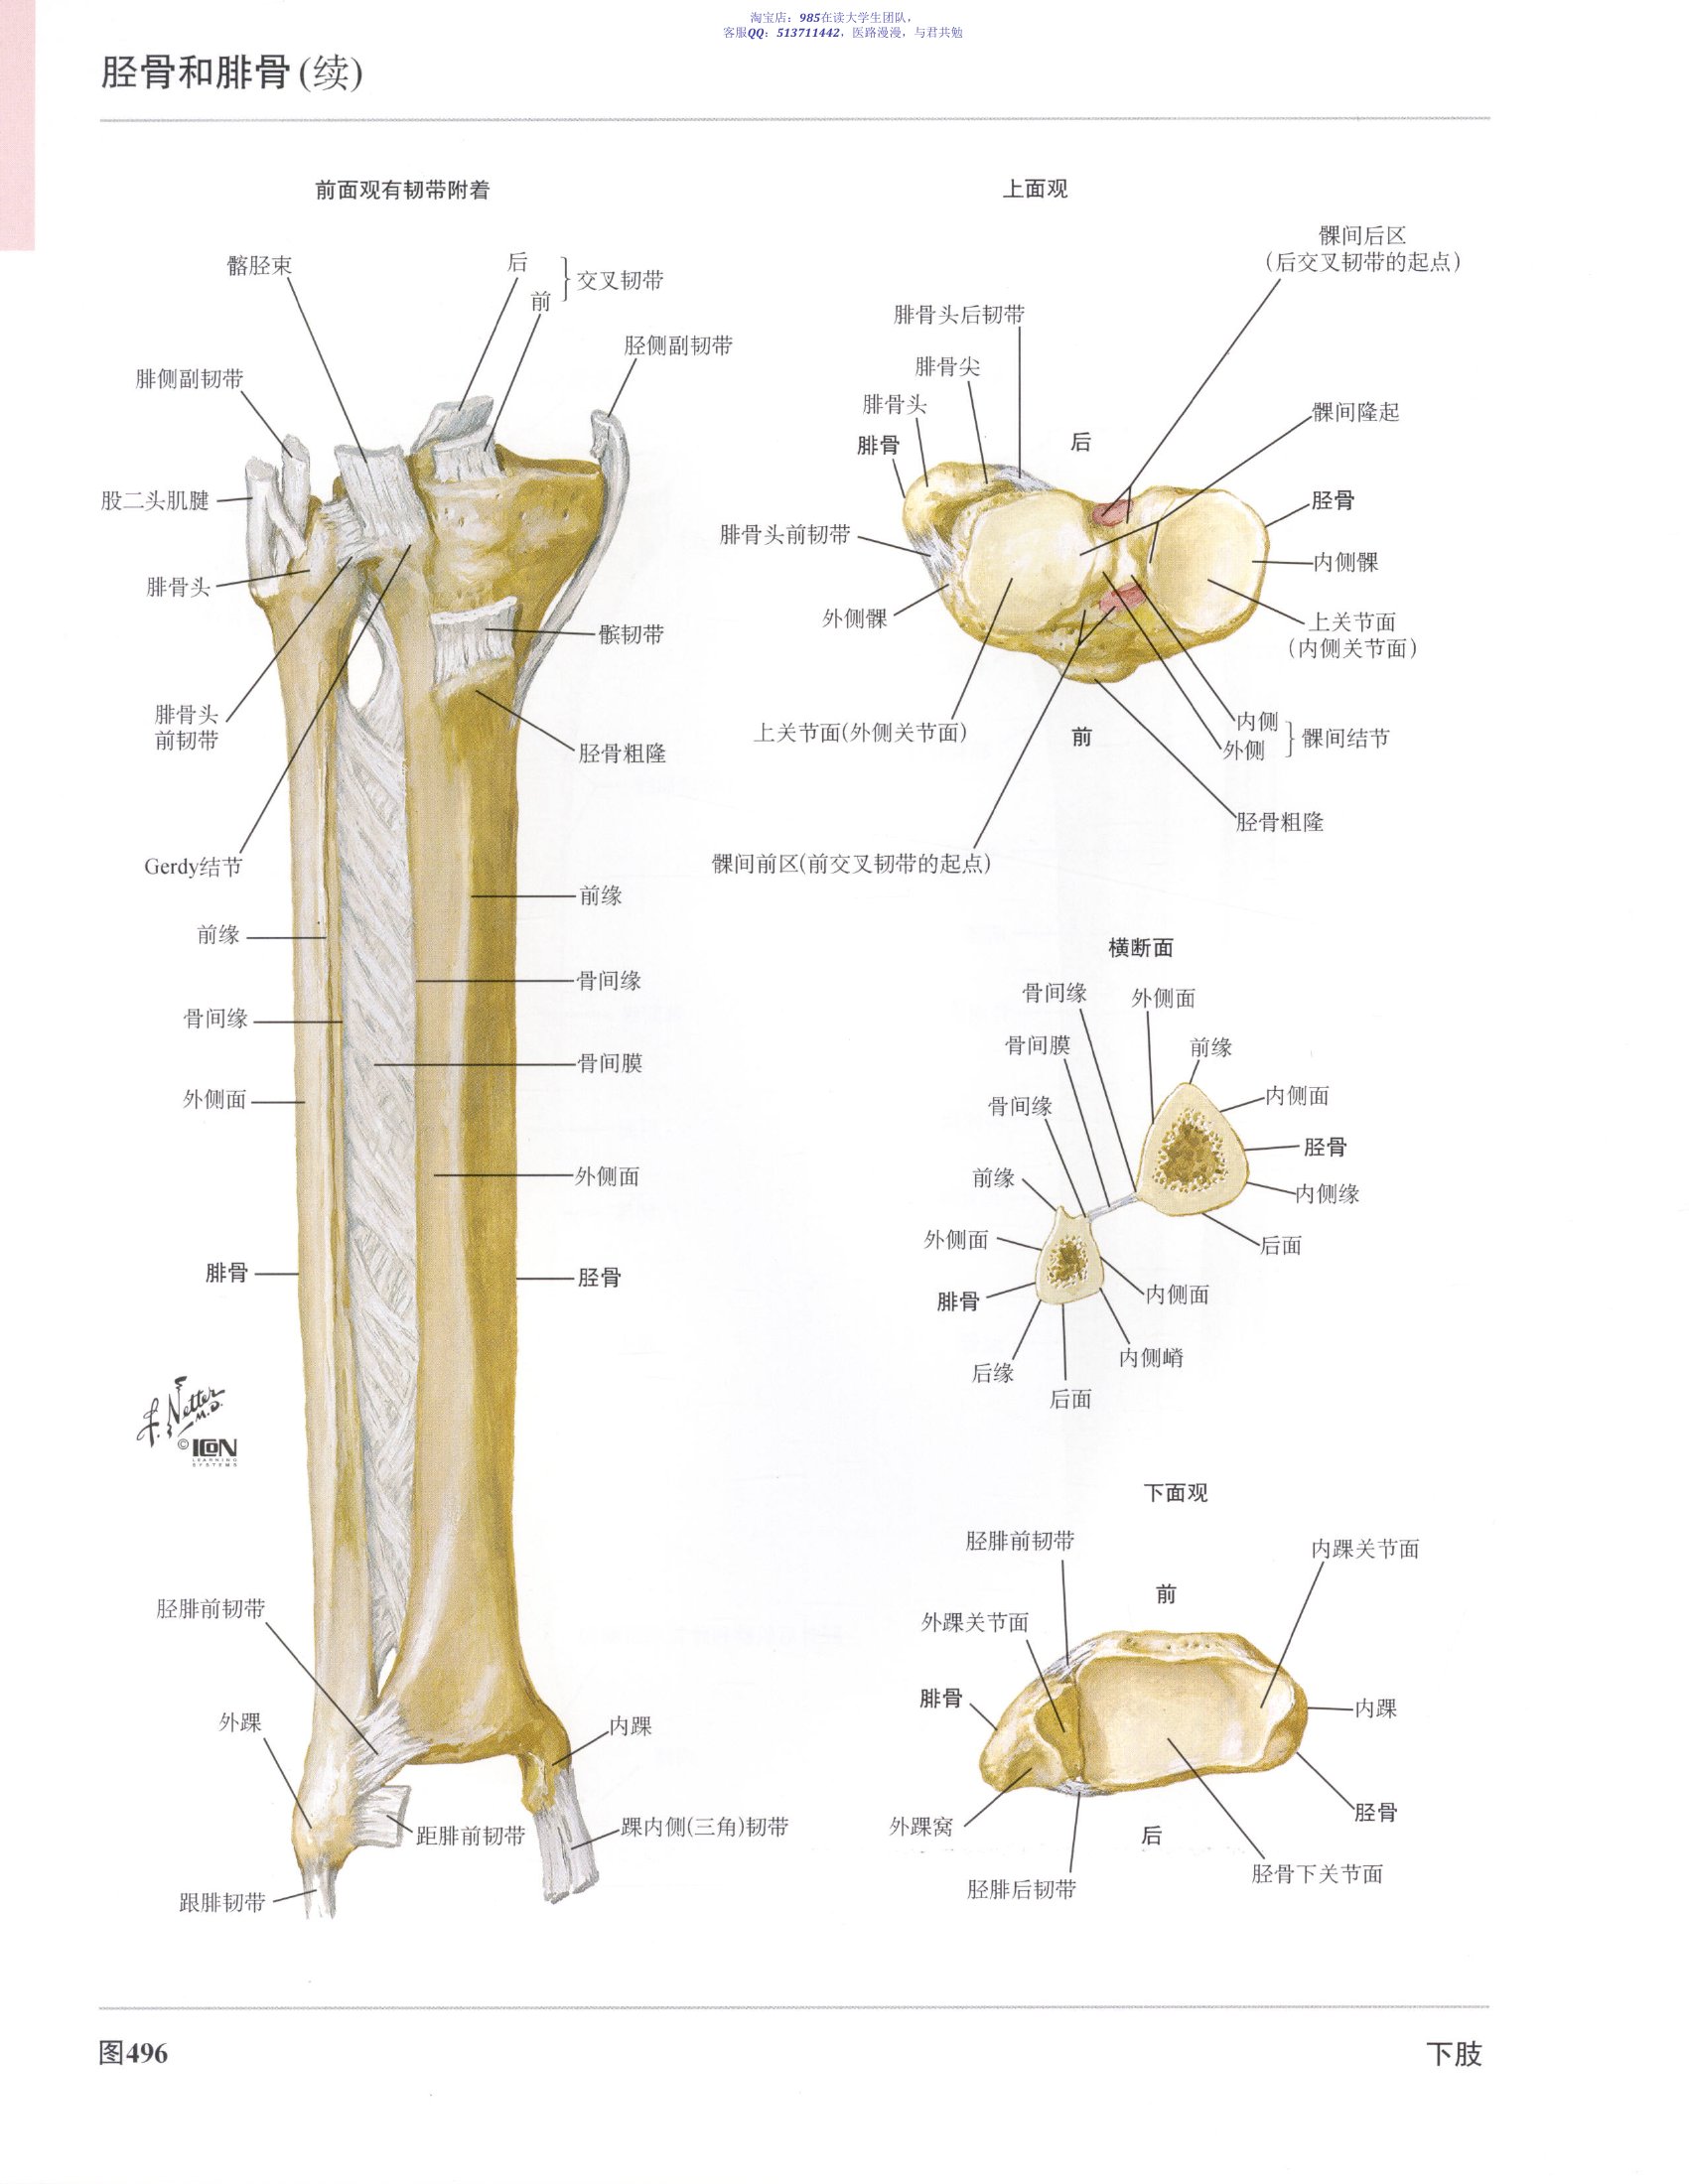 淘宝店：985在读大学生团队，
客服QQ：513711442，医路漫漫，与君共勉
胫骨和腓骨(续)
前面观有韧带附着
髂胫束
后
前
交叉韧带
胫侧副韧带
腓侧副韧带
股二头肌腱
腓骨头
髌韧带
腓骨头
前韧带
胫骨粗隆
Gerdy结节
前缘
前缘
骨间缘
骨间缘
骨间膜
外侧面
外侧面
腓骨
胫骨
F. Netter
M.D.
© ICON
LEARNING
SYSTEMS
胫腓前韧带
外踝
内踝
距腓前韧带
踝内侧(三角)韧带
跟腓韧带
上面观
髁间后区
(后交叉韧带的起点)
腓骨头后韧带
腓骨尖
腓骨头
腓骨
后
髁间隆起
胫骨
腓骨头前韧带
内侧髁
外侧髁
上关节面
(内侧关节面)
上关节面(外侧关节面)
前
内侧
外侧
髁间结节
胫骨粗隆
髁间前区(前交叉韧带的起点)
横断面
骨间缘
外侧面
骨间膜
前缘
骨间缘
内侧面
胫骨
前缘
内侧缘
外侧面
后面
腓骨
内侧面
后缘
内侧嵴
后面
下面观
胫腓前韧带
内踝关节面
前
外踝关节面
腓骨
内踝
外踝窝
后
胫骨
胫腓后韧带
胫骨下关节面
图496
下肢